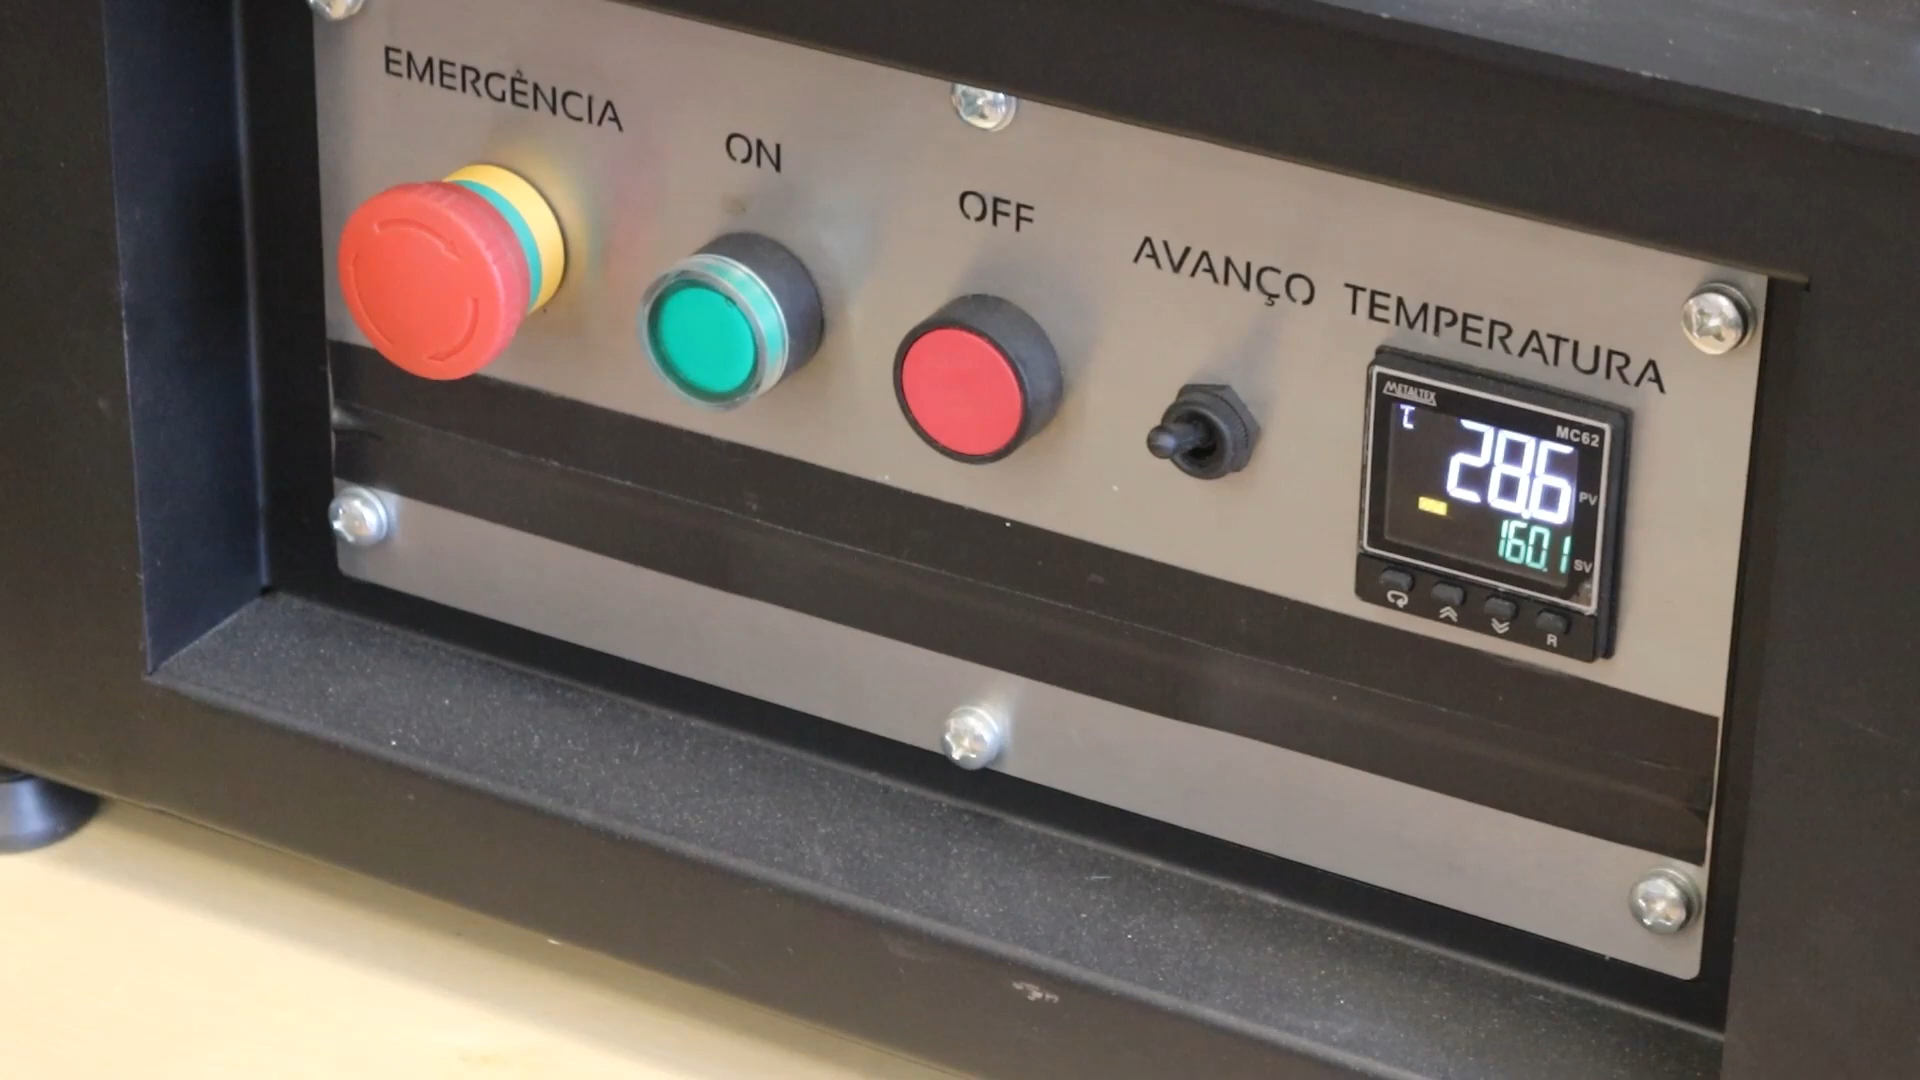 EMERGÊNCIA
ON
OFF
AVANÇO
TEMPERATURA
METALTEX
MC62
°C
28.6
PV
160.1
SV
R